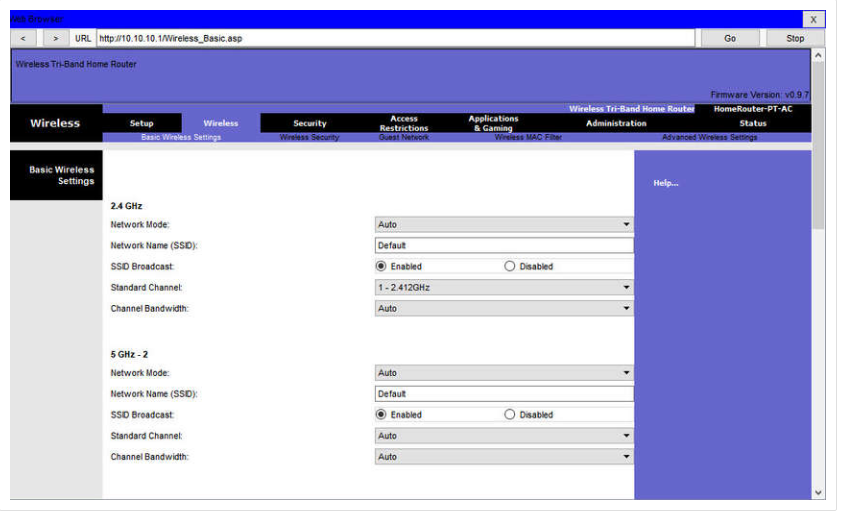 Web Browser X
< > URL http://10.10.10.1/Wireless_Basic.asp Go Stop
Wireless Tri-Band Home Router
Firmware Version: v0.9.7
Wireless Tri-Band Home Router HomeRouter-PT-AC
Wireless Setup Wireless Security Access Restrictions Applications & Gaming Administration Status
Basic Wireless Settings Wireless Security Guest Network Wireless MAC Filter Advanced Wireless Settings
Basic Wireless
Settings
Help...
2.4 GHz
Network Mode: Auto
Network Name (SSID): Default
SSID Broadcast: Enabled Disabled
Standard Channel: 1 - 2.412GHz
Channel Bandwidth: Auto
5 GHz - 2
Network Mode: Auto
Network Name (SSID): Default
SSID Broadcast: Enabled Disabled
Standard Channel: Auto
Channel Bandwidth: Auto